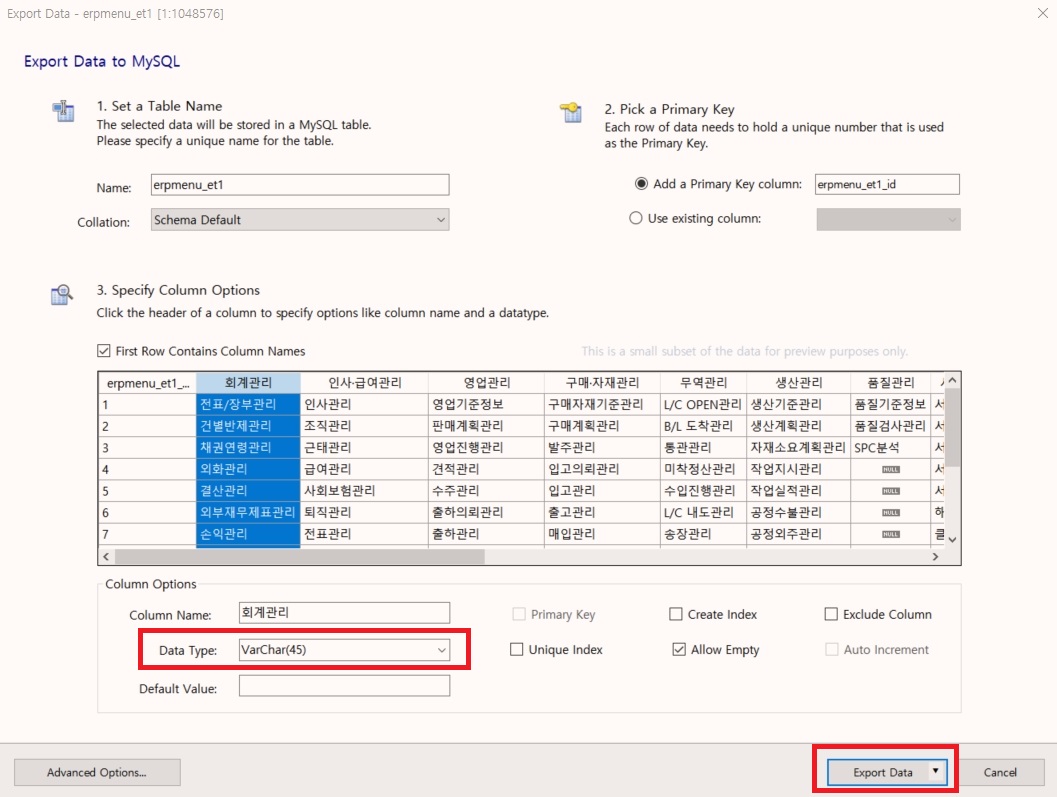 Export Data - erpmenu_et1 [1:1048576]
Export Data to MySQL
1. Set a Table Name
The selected data will be stored in a MySQL table.
Please specify a unique name for the table.
Name: erpmenu_et1
Collation: Schema Default
2. Pick a Primary Key
Each row of data needs to hold a unique number that is used
as the Primary Key.
Add a Primary Key column: erpmenu_et1_id
Use existing column:
3. Specify Column Options
Click the header of a column to specify options like column name and a datatype.
First Row Contains Column Names
This is a small subset of the data for preview purposes only.
erpmenu_et1_... 회계관리 인사·급여관리 영업관리 구매·자재관리 무역관리 생산관리 품질관리
1 전표/장부관리 인사관리 영업기준정보 구매자재기준관리 L/C OPEN관리 생산기준관리 품질기준정보 서
2 건별반제관리 조직관리 판매계획관리 구매계획관리 B/L 도착관리 생산계획관리 품질검사관리 서
3 채권연령관리 근태관리 영업진행관리 발주관리 통관관리 자재소요계획관리 SPC분석 서
4 외화관리 급여관리 견적관리 입고의뢰관리 미착정산관리 작업지시관리 NULL 서
5 결산관리 사회보험관리 수주관리 입고관리 수입진행관리 작업실적관리 NULL 서
6 외부재무제표관리 퇴직관리 출하의뢰관리 출고관리 L/C 내도관리 공정수불관리 NULL 해
7 손익관리 전표관리 출하관리 매입관리 송장관리 공정외주관리 NULL 클
Column Options
Column Name: 회계관리
Primary Key
Create Index
Exclude Column
Data Type: VarChar(45)
Unique Index
Allow Empty
Auto Increment
Default Value:
Advanced Options...
Export Data
Cancel